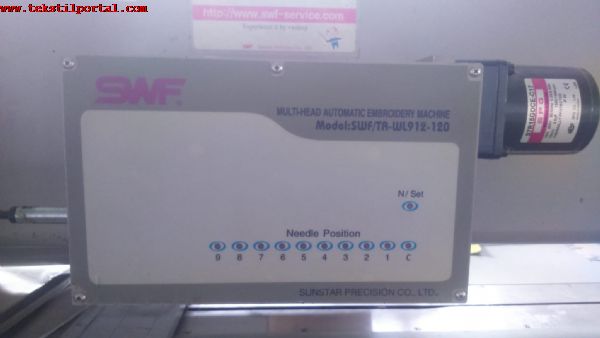 www.tekstilportal.com
http://www.swf-service.com
SWF
MULTI-HEAD AUTOMATIC EMBROIDERY MACHINE
Model:SWF/TR-WL912-120
S.P.G
N/Set
Needle Position
9 8 7 6 5 4 3 2 1 C
SUNSTAR PRECISION CO., LTD.